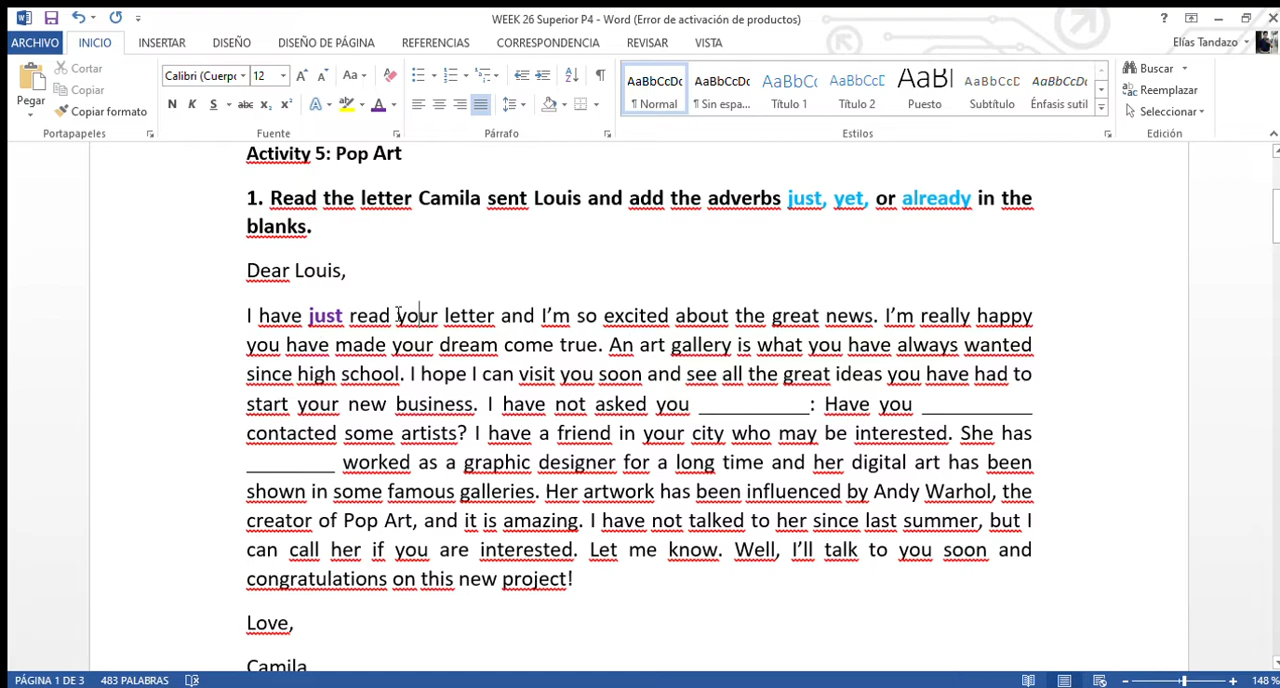 WEEK 26 Superior P4 - Word (Error de activación de productos)
ARCHIVO INICIO INSERTAR DISEÑO DISEÑO DE PÁGINA REFERENCIAS CORRESPONDENCIA REVISAR VISTA Elías Tandazo
Pegar
Cortar
Copiar
Copiar formato
Portapapeles
Calibri (Cuerpo 12
N K S abc x₂ x²
Fuente
Párrafo
AaBbCcDc AaBbCcDc AaBbCc AaBbCc AaBl AaBbCcD AaBbCcDc
¶ Normal ¶ Sin espa... Título 1 Título 2 Puesto Subtítulo Énfasis sutil
Estilos
Buscar
Reemplazar
Seleccionar
Edición
Activity 5: Pop Art
1. Read the letter Camila sent Louis and add the adverbs just, yet, or already in the
blanks.
Dear Louis,
I have just read your letter and I’m so excited about the great news. I’m really happy
you have made your dream come true. An art gallery is what you have always wanted
since high school. I hope I can visit you soon and see all the great ideas you have had to
start your new business. I have not asked you __________: Have you __________
contacted some artists? I have a friend in your city who may be interested. She has
________ worked as a graphic designer for a long time and her digital art has been
shown in some famous galleries. Her artwork has been influenced by Andy Warhol, the
creator of Pop Art, and it is amazing. I have not talked to her since last summer, but I
can call her if you are interested. Let me know. Well, I’ll talk to you soon and
congratulations on this new project!
Love,
Camila
PÁGINA 1 DE 3 483 PALABRAS 148 %